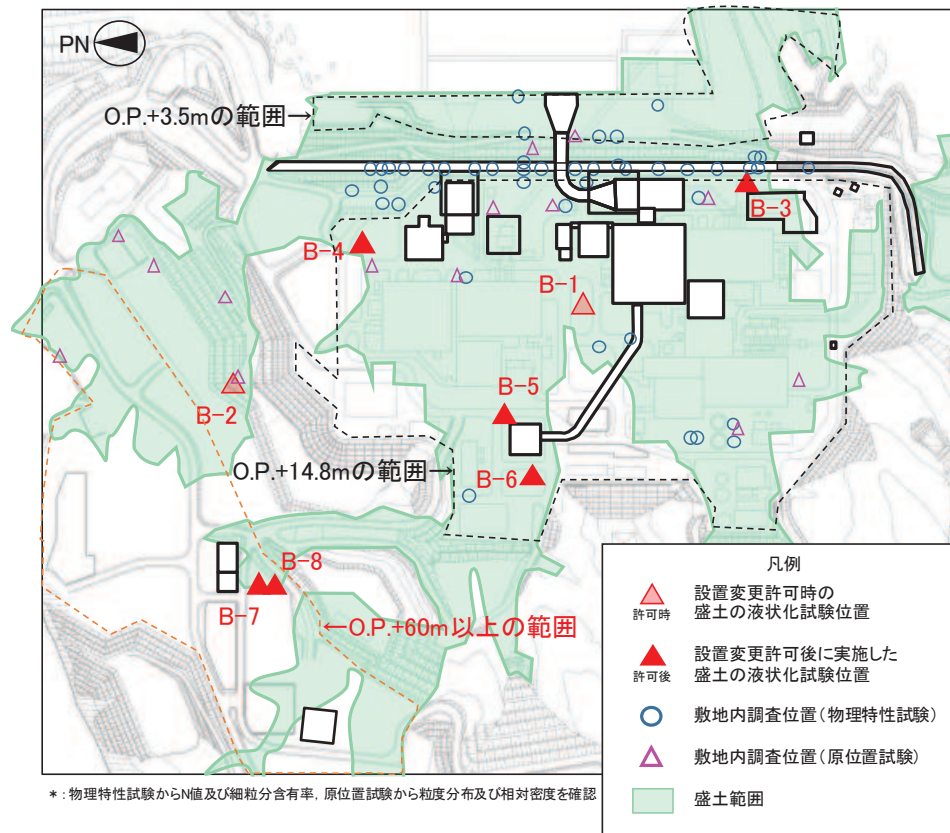 PN
O.P.+3.5mの範囲→
B-3
B-4
B-1
B-5
B-2
O.P.+14.8mの範囲→
B-6
B-8
B-7
←O.P.+60m以上の範囲
凡例
許可時
設置変更許可時の
盛土の液状化試験位置
許可後
設置変更許可後に実施した
盛土の液状化試験位置
敷地内調査位置(物理特性試験)
敷地内調査位置(原位置試験)
盛土範囲
*:物理特性試験からN値及び細粒分含有率,原位置試験から粒度分布及び相対密度を確認